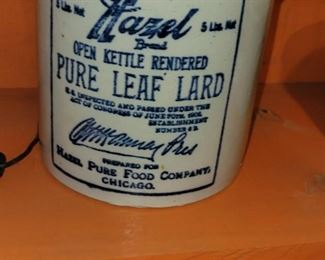 5 Lbs. Net Hazel 5 Lbs. Net
Brand
OPEN KETTLE RENDERED
PURE LEAF LARD
U.S. INSPECTED AND PASSED UNDER THE
ACT OF CONGRESS OF JUNE 30TH, 1906.
ESTABLISHMENT
NUMBER
PREPARED FOR
HAZEL PURE FOOD COMPANY,
CHICAGO.